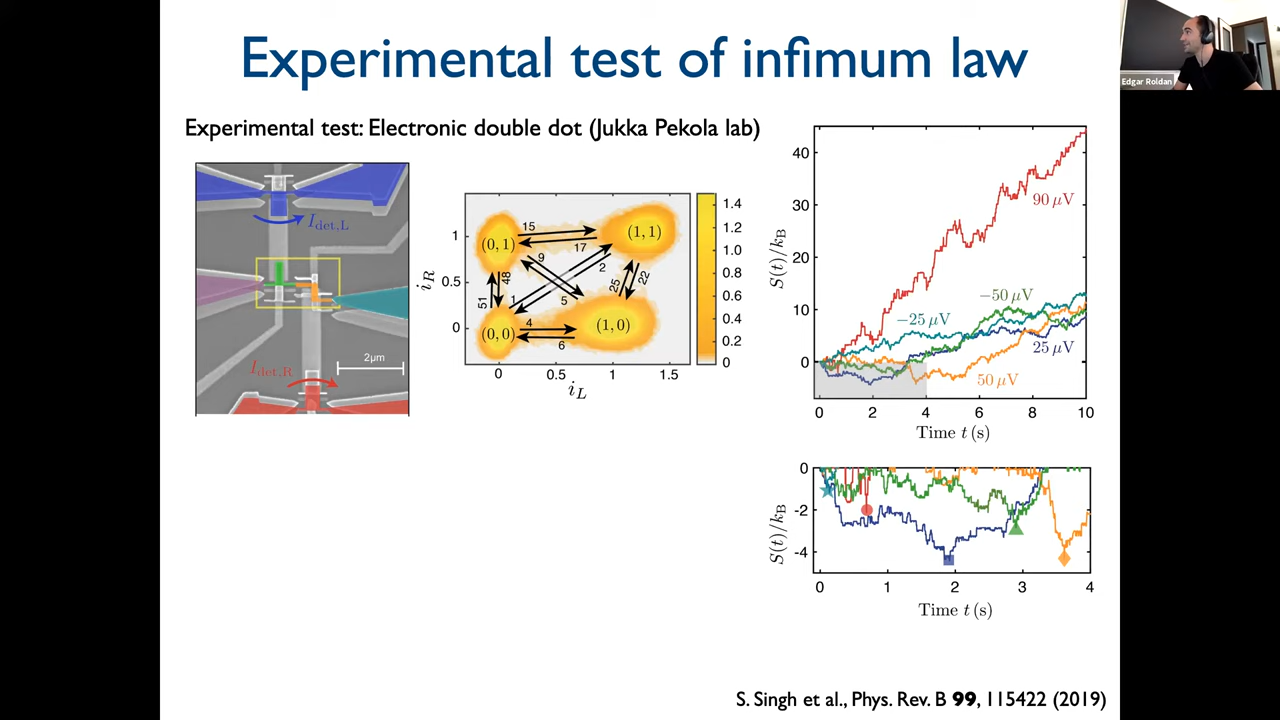 Experimental test of infimum law
Edgar Roldan
Experimental test: Electronic double dot (Jukka Pekola lab)
I_det,L
I_det,R
2μm
1.4
1.2
1.0
0.8
0.6
0.4
0.2
0
i_R
1
0.5
0
(0, 1)
(1, 1)
(0, 0)
(1, 0)
15
17
9
2
48
51
1
5
25
22
4
6
0
0.5
1
1.5
i_L
S(t)/k_B
40
30
20
10
0
90 μV
−50 μV
−25 μV
25 μV
50 μV
0 2 4 6 8 10
Time t (s)
S(t)/k_B
0
-2
-4
0 1 2 3 4
Time t (s)
S. Singh et al., Phys. Rev. B 99, 115422 (2019)